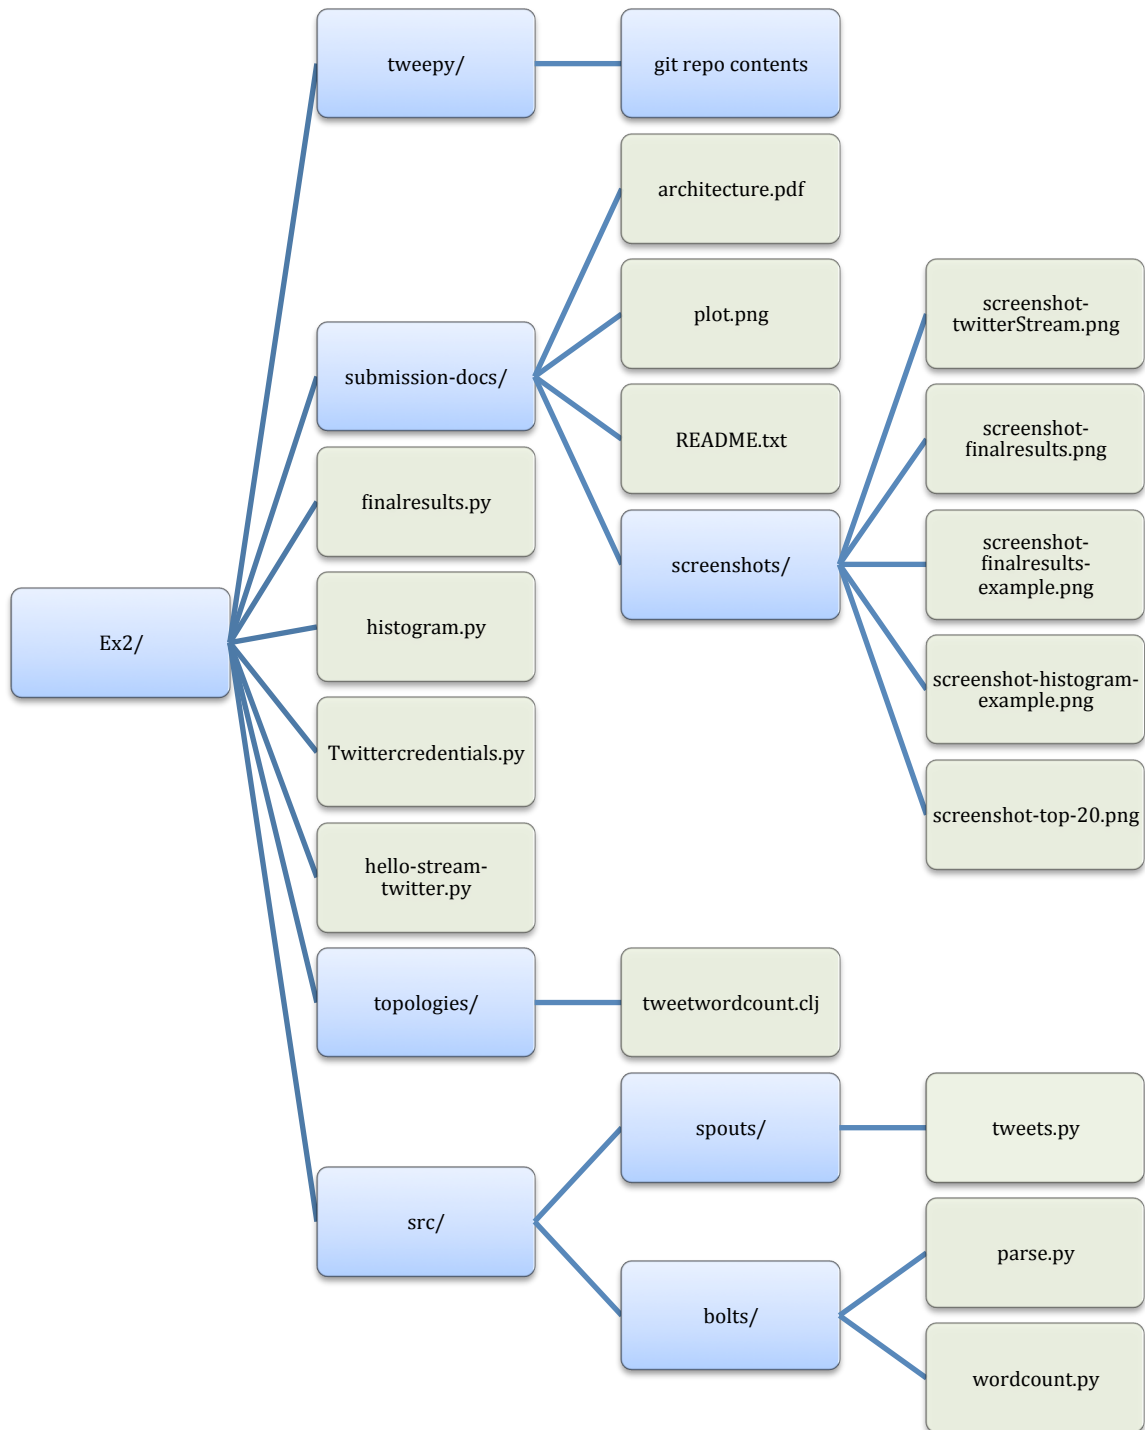 tweepy/
git repo contents
architecture.pdf
plot.png
screenshot-
twitterStream.png
submission-docs/
README.txt
screenshot-
finalresults.png
finalresults.py
screenshots/
screenshot-
finalresults-
example.png
Ex2/
histogram.py
screenshot-histogram-
example.png
Twittercredentials.py
screenshot-top-20.png
hello-stream-
twitter.py
topologies/
tweetwordcount.clj
src/
spouts/
tweets.py
bolts/
parse.py
wordcount.py